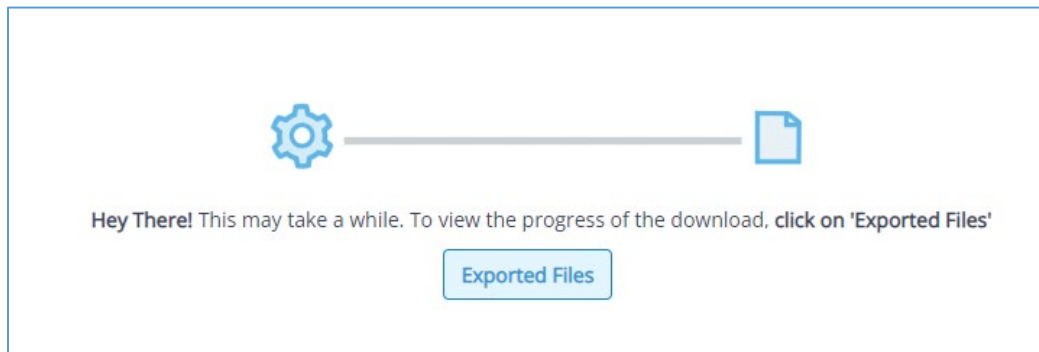 Hey There! This may take a while. To view the progress of the download, click on 'Exported Files'
Exported Files